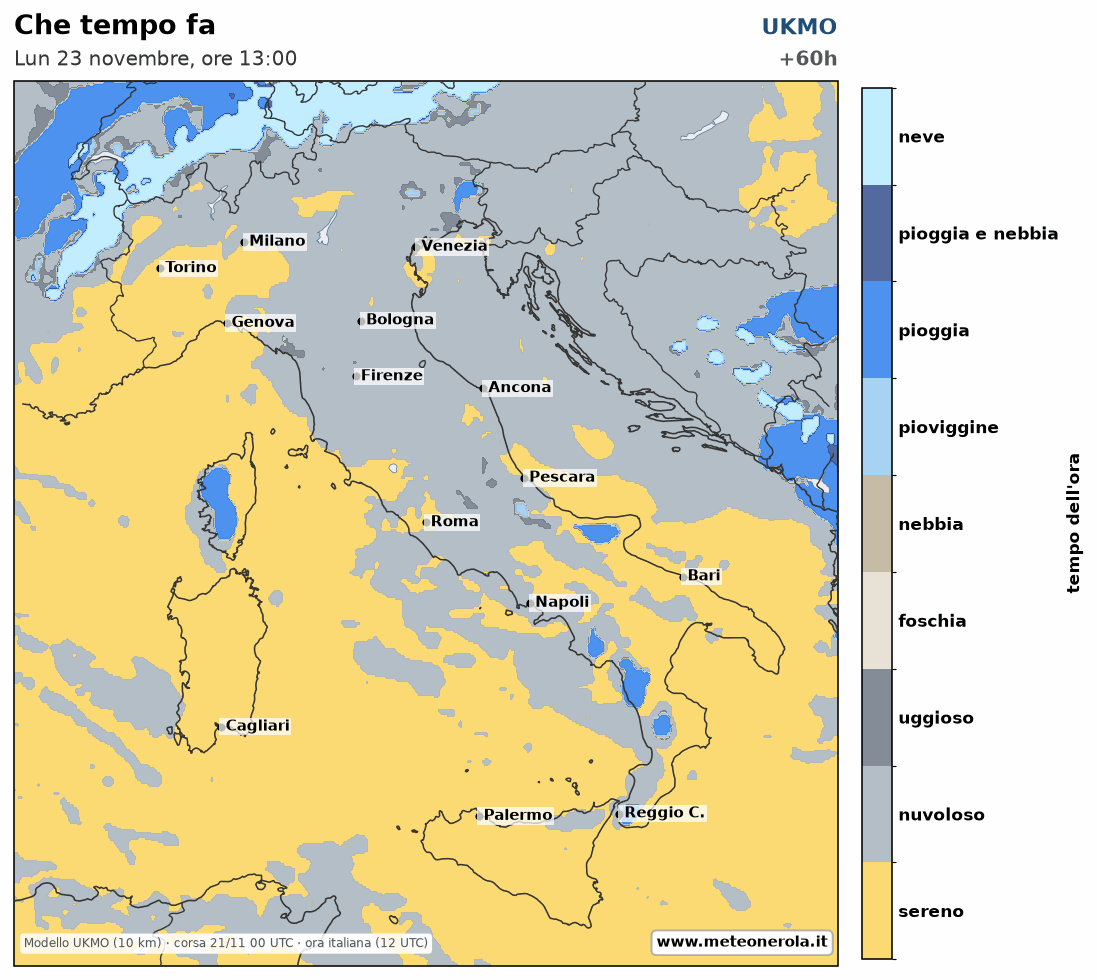 Che tempo fa
UKMO
Lun 23 novembre, ore 13:00
+60h
neve
pioggia e nebbia
pioggia
pioviggine
nebbia
foschia
uggioso
nuvoloso
sereno
tempo dell'ora
Milano
Venezia
Torino
Genova
Bologna
Firenze
Ancona
Pescara
Roma
Bari
Napoli
Cagliari
Palermo
Reggio C.
Modello UKMO (10 km) · corsa 21/11 00 UTC · ora italiana (12 UTC)
www.meteonerola.it